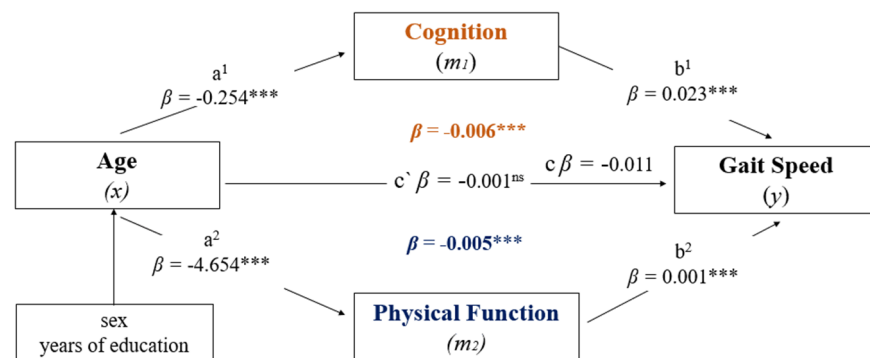 Cognition
(m₁)
a¹
β = -0.254***
b¹
β = 0.023***
β = -0.006***
Age
(x)
c` β = -0.001ⁿˢ
c β = -0.011
Gait Speed
(y)
a²
β = -4.654***
β = -0.005***
b²
β = 0.001***
sex
years of education
Physical Function
(m₂)